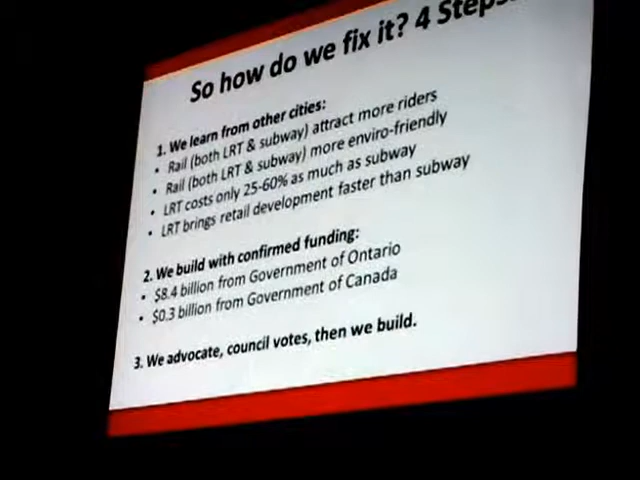 So how do we fix it? 4 Steps:
1. We learn from other cities:
• Rail (both LRT & subway) attract more riders
• Rail (both LRT & subway) more enviro-friendly
• LRT costs only 25-60% as much as subway
• LRT brings retail development faster than subway
2. We build with confirmed funding:
• $8.4 billion from Government of Ontario
• $0.3 billion from Government of Canada
3. We advocate, council votes, then we build.